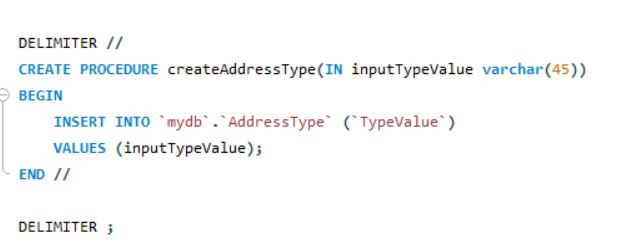 DELIMITER //
CREATE PROCEDURE createAddressType(IN inputTypeValue varchar(45))
BEGIN
INSERT INTO `mydb`.`AddressType` (`TypeValue`)
VALUES (inputTypeValue);
END //
DELIMITER ;